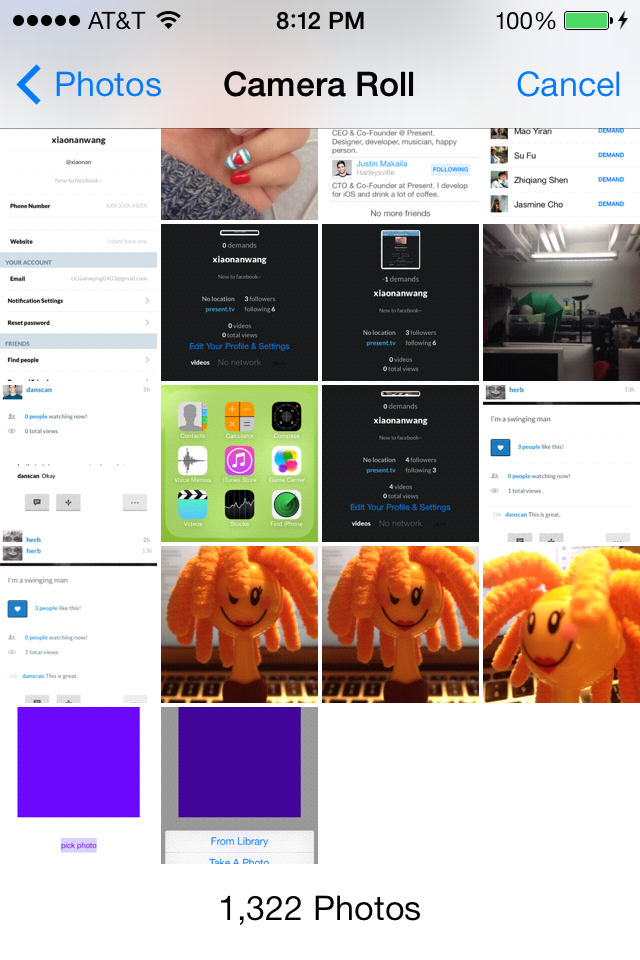 AT&T 8:12 PM 100%
Photos Camera Roll Cancel
xiaonanwang
@xiaonan
New to facebook~
Phone Number XXX-XXX-XXXX
Website I dont have one
YOUR ACCOUNT
Notification Settings
Reset password
FRIENDS
Find people
CEO & Co-Founder @ Present.
Designer, developer, musician, happy
person.
Justin Makaila
Harleysville
FOLLOWING
CTO & Co-Founder at Present. I develop
for iOS and drink a lot of coffee.
No more friends
Mao Yiran DEMAND
Su Fu DEMAND
Zhiqiang Shen DEMAND
Jasmine Cho DEMAND
0 demands
xiaonanwang
New to facebook~
No location 3 followers
present.tv following 6
0 videos
0 total views
Edit Your Profile & Settings
videos No network
-1 demands
xiaonanwang
New to facebook~
No location 3 followers
present.tv following 6
0 videos
0 total views
danscan 5h
0 people watching now!
0 total views
danscan Okay
Contacts Calculator Compass
Voice Memos iTunes Store Game Center
Videos Stocks Find iPhone
0 demands
xiaonanwang
New to facebook~
No location 4 followers
present.tv following 3
4 videos
0 total views
Edit Your Profile & Settings
videos No network
herb 13h
I'm a swinging man
3 people like this!
0 people watching now!
1 total views
danscan This is great.
herb 2h
herb 13h
I'm a swinging man
3 people like this!
0 people watching now!
1 total views
danscan This is great.
pick photo
From Library
Take A Photo
1,322 Photos